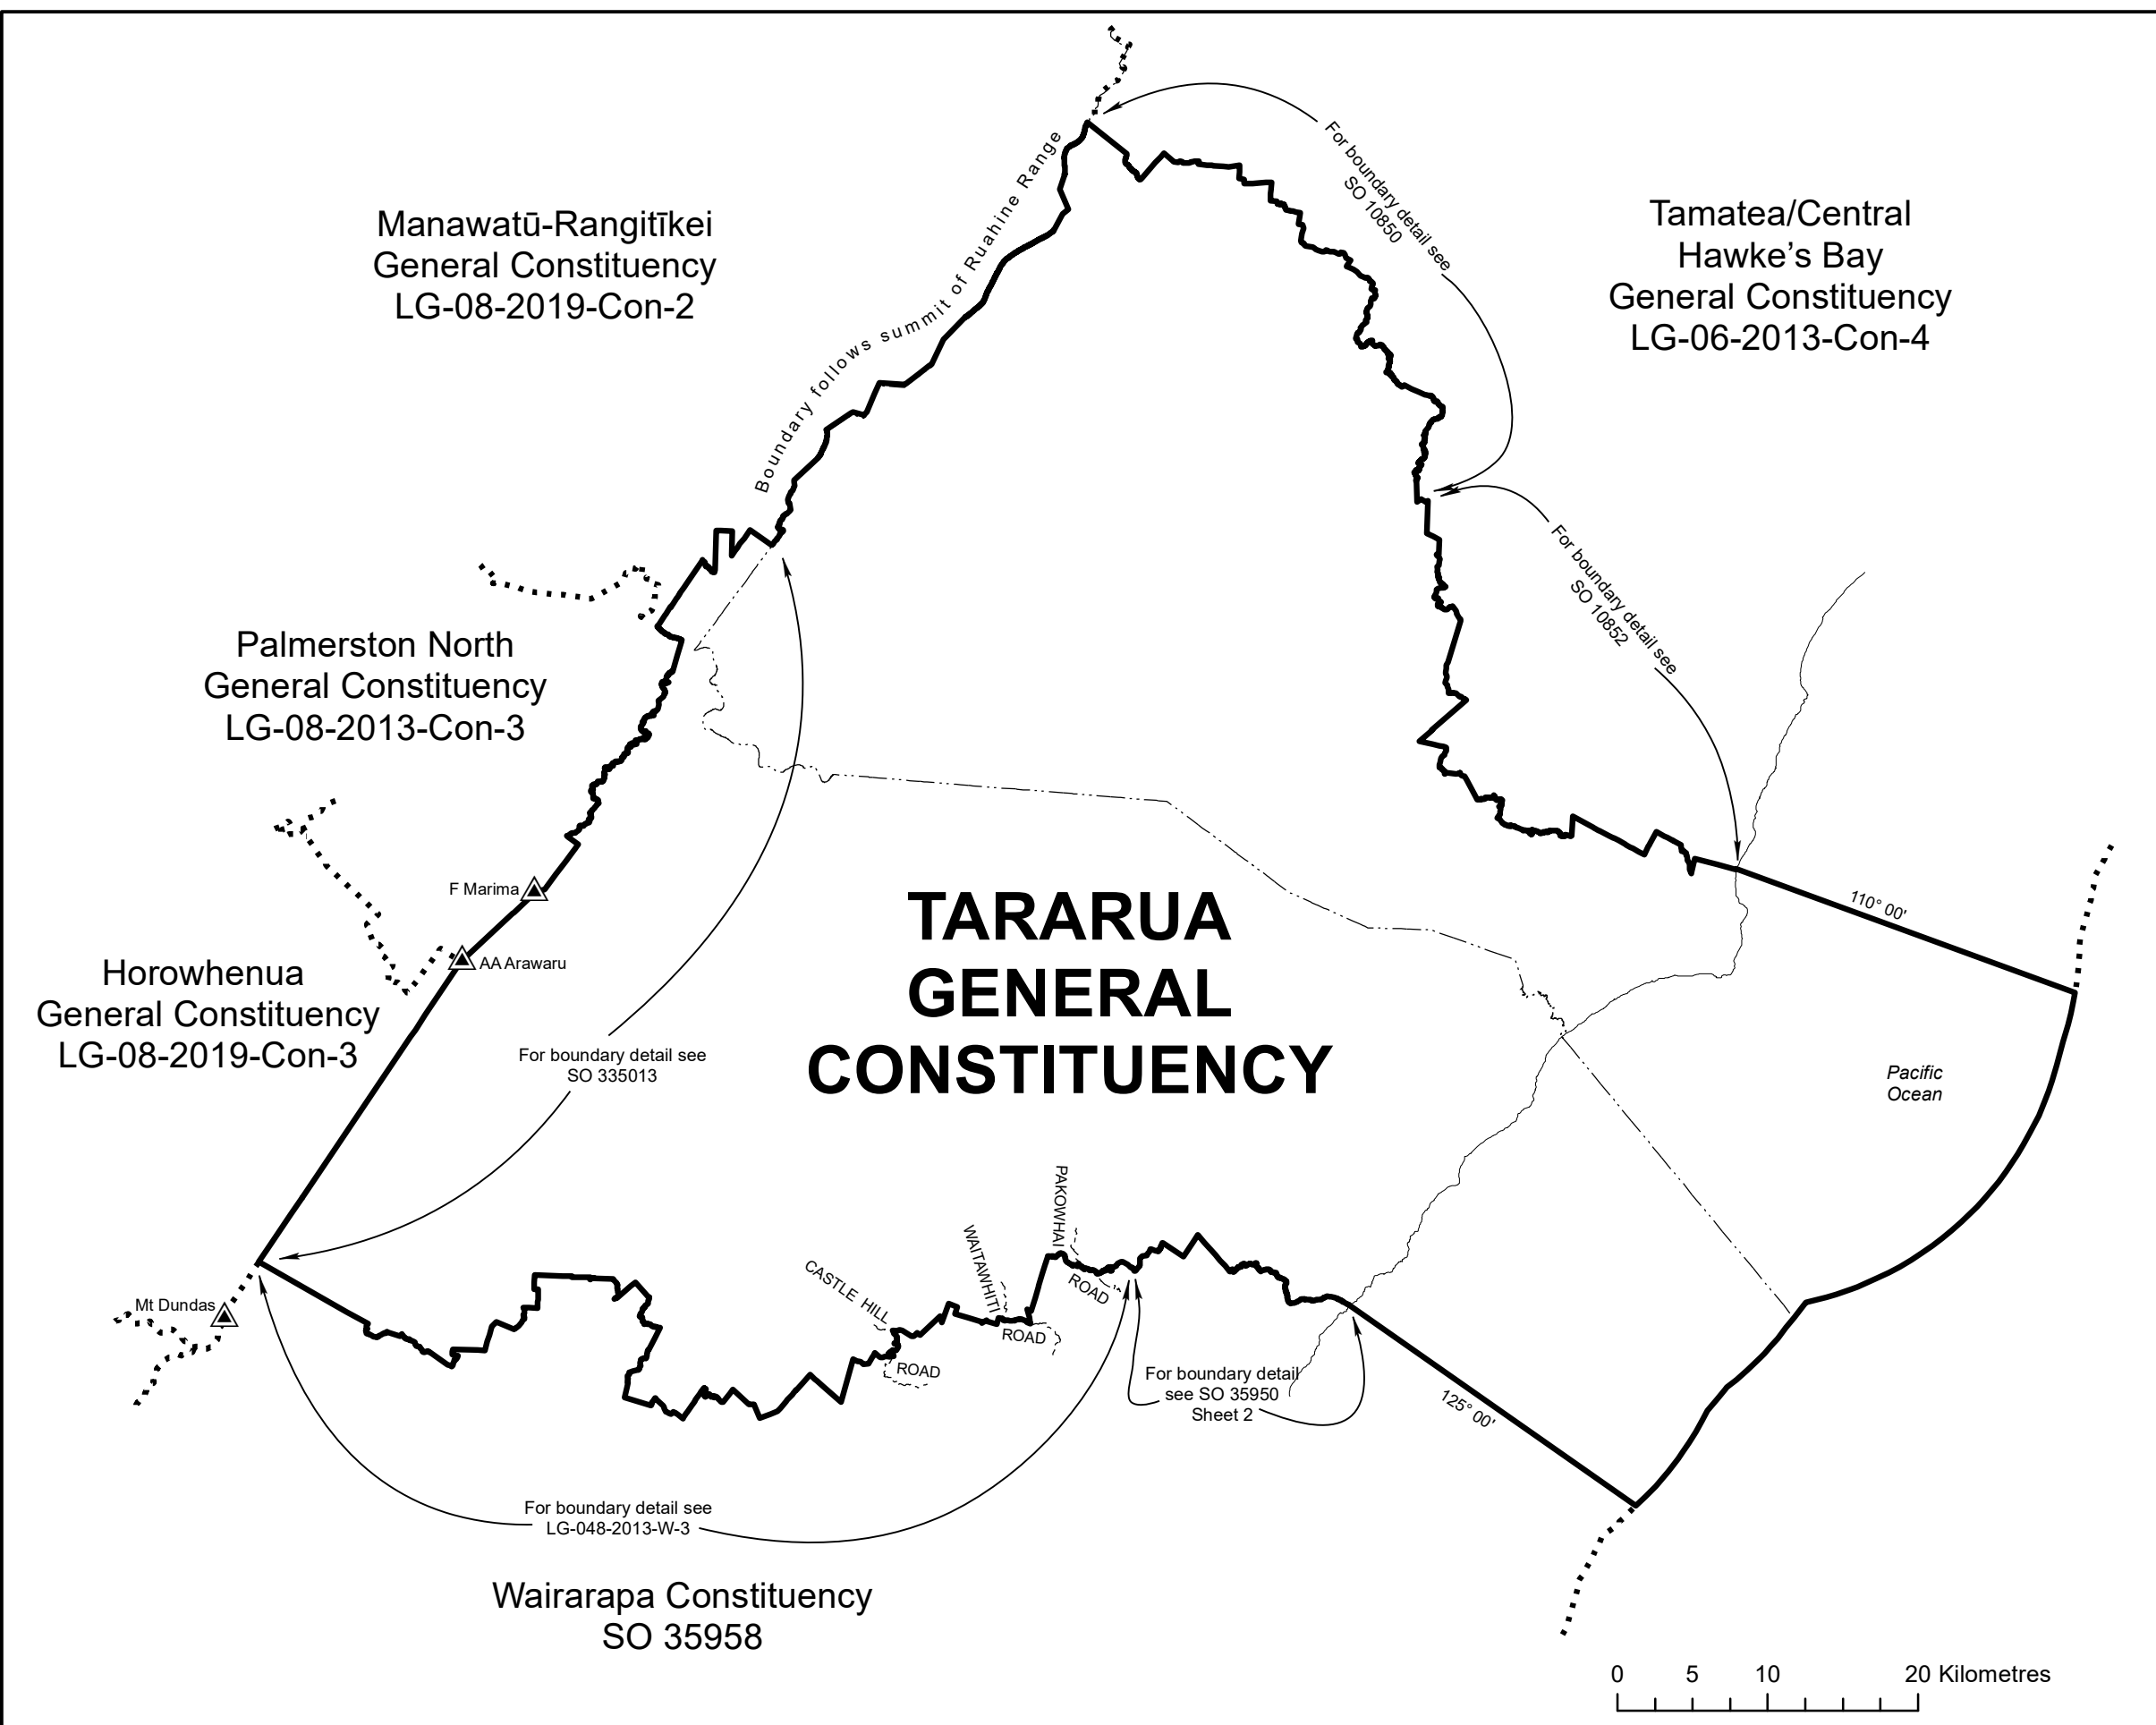 Manawatū-Rangitīkei
General Constituency
LG-08-2019-Con-2
Boundary follows summit of Ruahine Range
For boundary detail see
SO 10850
Tamatea/Central
Hawke's Bay
General Constituency
LG-06-2013-Con-4
For boundary detail see
SO 10852
Palmerston North
General Constituency
LG-08-2013-Con-3
F Marima
AA Arawaru
Horowhenua
General Constituency
LG-08-2019-Con-3
TARARUA
GENERAL
CONSTITUENCY
110° 00'
Pacific
Ocean
For boundary detail see
SO 335013
Mt Dundas
CASTLE HILL
ROAD
WAITAWHITI
ROAD
PAKOWHAI
ROAD
For boundary detail
see SO 35950
Sheet 2
125° 00'
For boundary detail see
LG-048-2013-W-3
Wairarapa Constituency
SO 35958
0 5 10 20 Kilometres